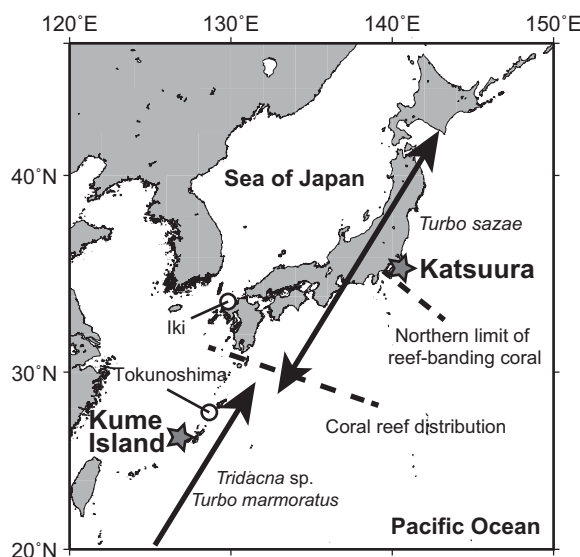 120°E
130°E
140°E
150°E
40°N
Sea of Japan
Turbo sazae
Katsuura
Iki
Northern limit of
reef-banding coral
30°N
Tokunoshima
Kume
Island
Coral reef distribution
Tridacna sp.
Turbo marmoratus
20°N
Pacific Ocean